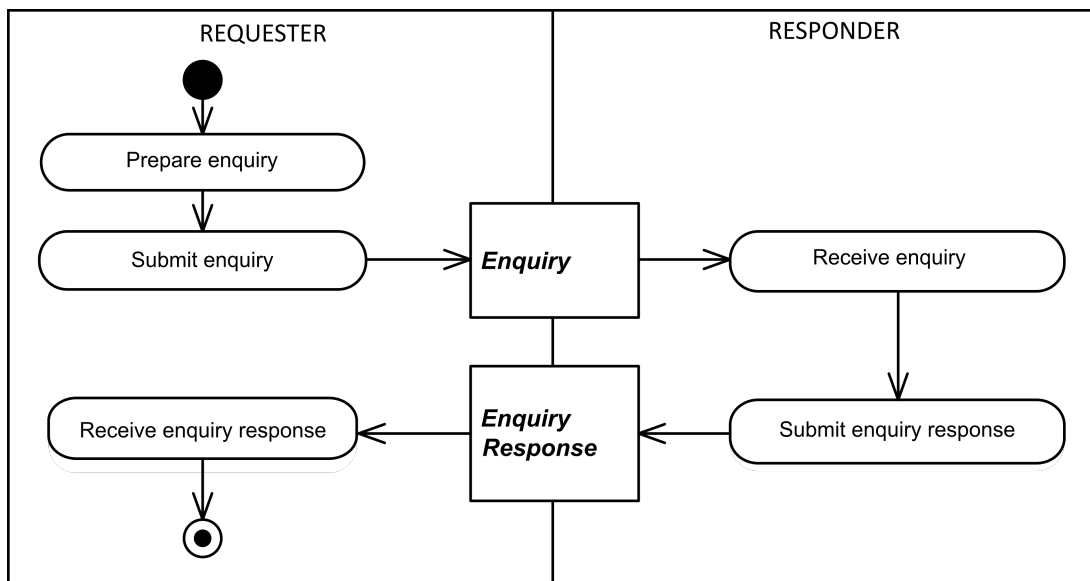 REQUESTER
RESPONDER
Prepare enquiry
Submit enquiry
Enquiry
Receive enquiry
Receive enquiry response
Enquiry
Response
Submit enquiry response